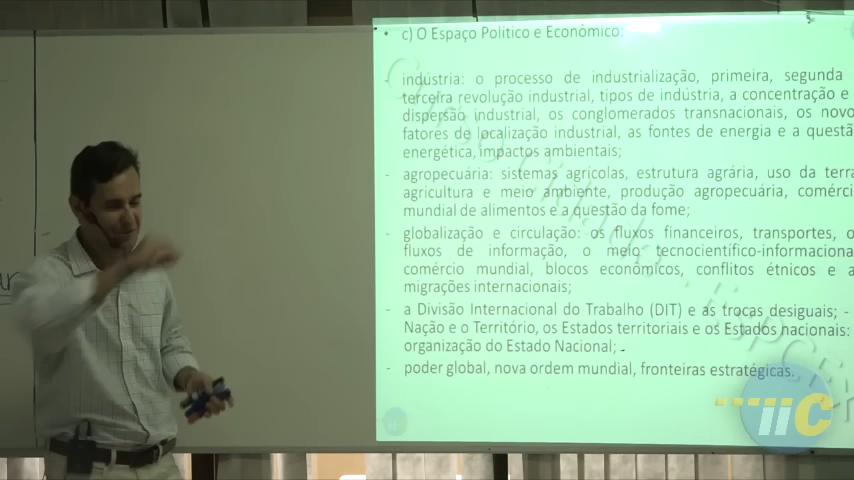 • c) O Espaço Político e Econômico:
- indústria: o processo de industrialização, primeira, segunda
terceira revolução industrial, tipos de indústria, a concentração e
dispersão industrial, os conglomerados transnacionais, os novo
fatores de localização industrial, as fontes de energia e a questã
energética, impactos ambientais;
- agropecuária: sistemas agrícolas, estrutura agrária, uso da terra
agricultura e meio ambiente, produção agropecuária, comérci
mundial de alimentos e a questão da fome;
- globalização e circulação: os fluxos financeiros, transportes, o
fluxos de informação, o meio tecnocientífico-informaciona
comércio mundial, blocos econômicos, conflitos étnicos e a
migrações internacionais;
- a Divisão Internacional do Trabalho (DIT) e as trocas desiguais; -
Nação e o Território, os Estados territoriais e os Estados nacionais:
organização do Estado Nacional; -
- poder global, nova ordem mundial, fronteiras estratégicas.
iiC